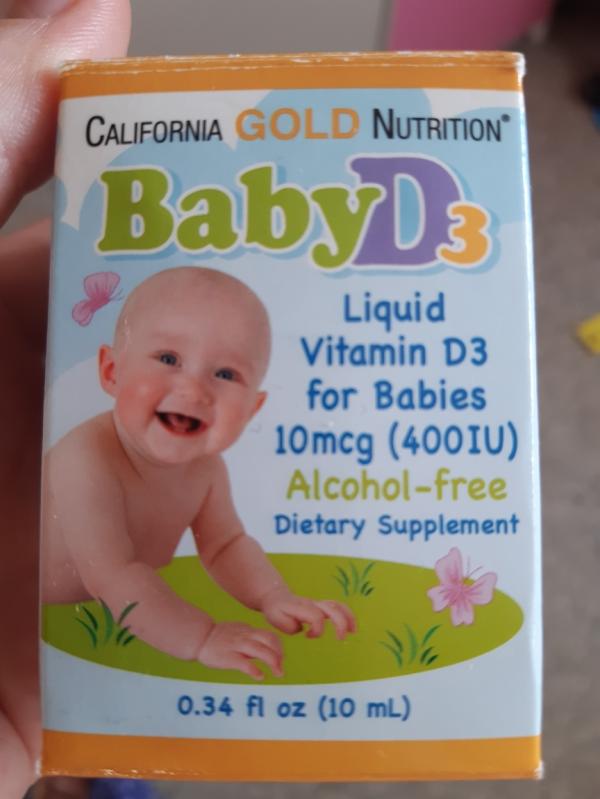 CALIFORNIA GOLD NUTRITION®
BabyD3
Liquid
Vitamin D3
for Babies
10mcg (400IU)
Alcohol-free
Dietary Supplement
0.34 fl oz (10 mL)